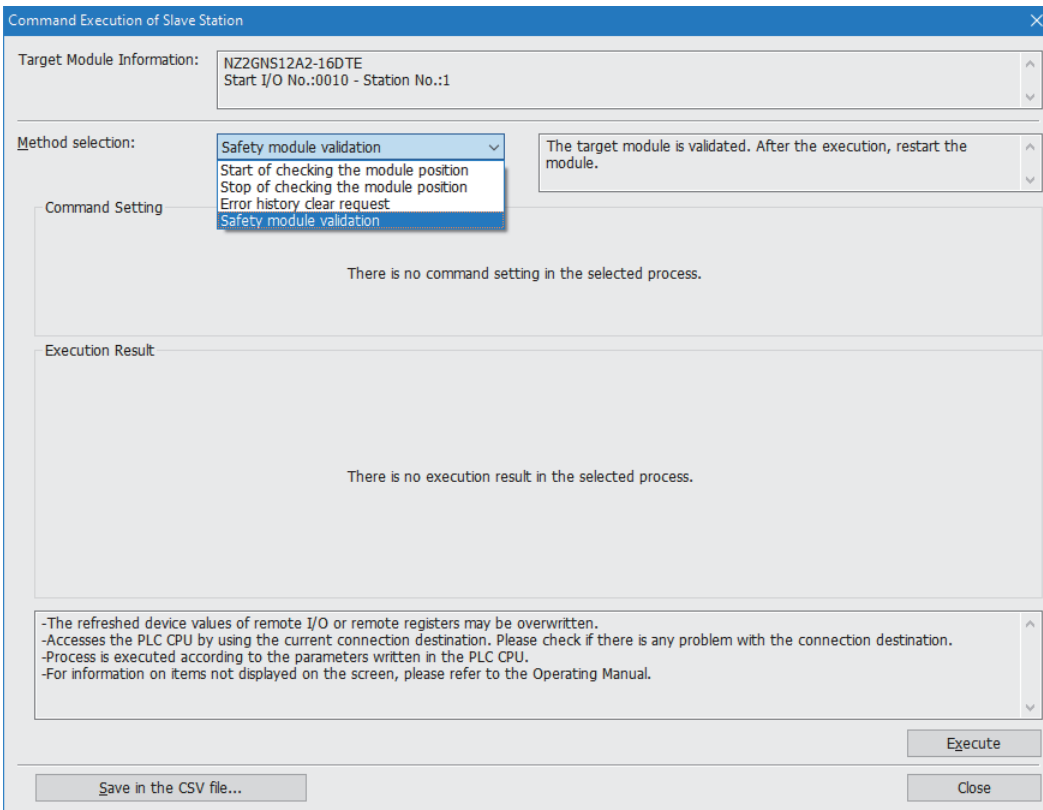 Command Execution of Slave Station
Target Module Information:
NZ2GNS12A2-16DTE
Start I/O No.:0010 - Station No.:1
Method selection:
Safety module validation
The target module is validated. After the execution, restart the
module.
Start of checking the module position
Stop of checking the module position
Error history clear request
Safety module validation
Command Setting
There is no command setting in the selected process.
Execution Result
There is no execution result in the selected process.
-The refreshed device values of remote I/O or remote registers may be overwritten.
-Accesses the PLC CPU by using the current connection destination. Please check if there is any problem with the connection destination.
-Process is executed according to the parameters written in the PLC CPU.
-For information on items not displayed on the screen, please refer to the Operating Manual.
Execute
Save in the CSV file...
Close